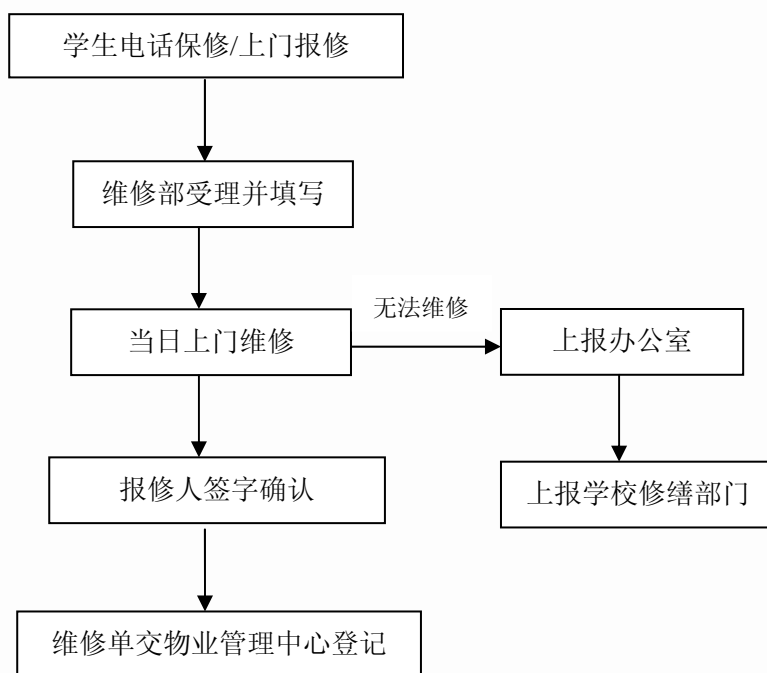 学生电话保修/上门报修
维修部受理并填写
无法维修
当日上门维修
上报办公室
报修人签字确认
上报学校修缮部门
维修单交物业管理中心登记